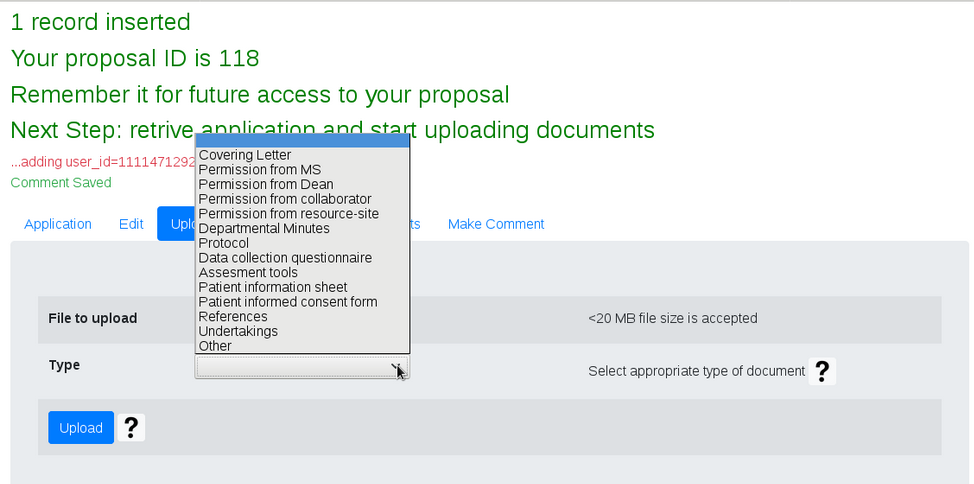 1 record inserted
Your proposal ID is 118
Remember it for future access to your proposal
Next Step: retrive application and start uploading documents
...adding user_id=1111471292
Comment Saved
Application Edit Uplo ts Make Comment
Covering Letter
Permission from MS
Permission from Dean
Permission from collaborator
Permission from resource-site
Departmental Minutes
Protocol
Data collection questionnaire
Assesment tools
Patient information sheet
Patient informed consent form
References
Undertakings
Other
File to upload <20 MB file size is accepted
Type Select appropriate type of document ?
Upload ?